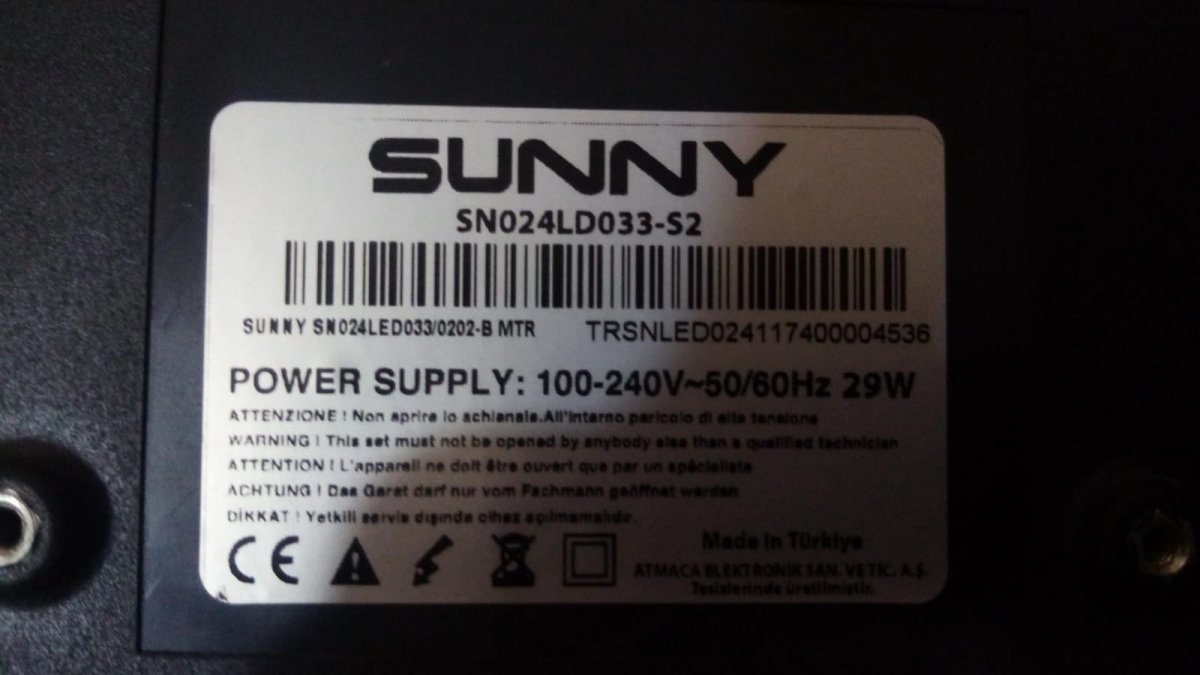 SUNNY
SN024LD033-S2
SUNNY SN024LED033/0202-B MTR TRSNLED024117400004536
POWER SUPPLY: 100-240V~50/60Hz 29W
ATTENZIONE ! Non aprire lo schienale.All'interno pericolo di alta tensione
WARNING ! This set must not be opened by anybody else than a qualified technician
ATTENTION ! L'appareil ne doit être ouvert que par un spécialiste
ACHTUNG ! Das Gerat darf nur vom Fachmann geöffnet warden
DİKKAT ! Yetkili servis dışında cihaz açılmamalıdır.
CE
Made in Türkiye
ATMACA ELEKTRONİK SAN. VE TİC. A.Ş.
Tesislerinde üretilmiştir.